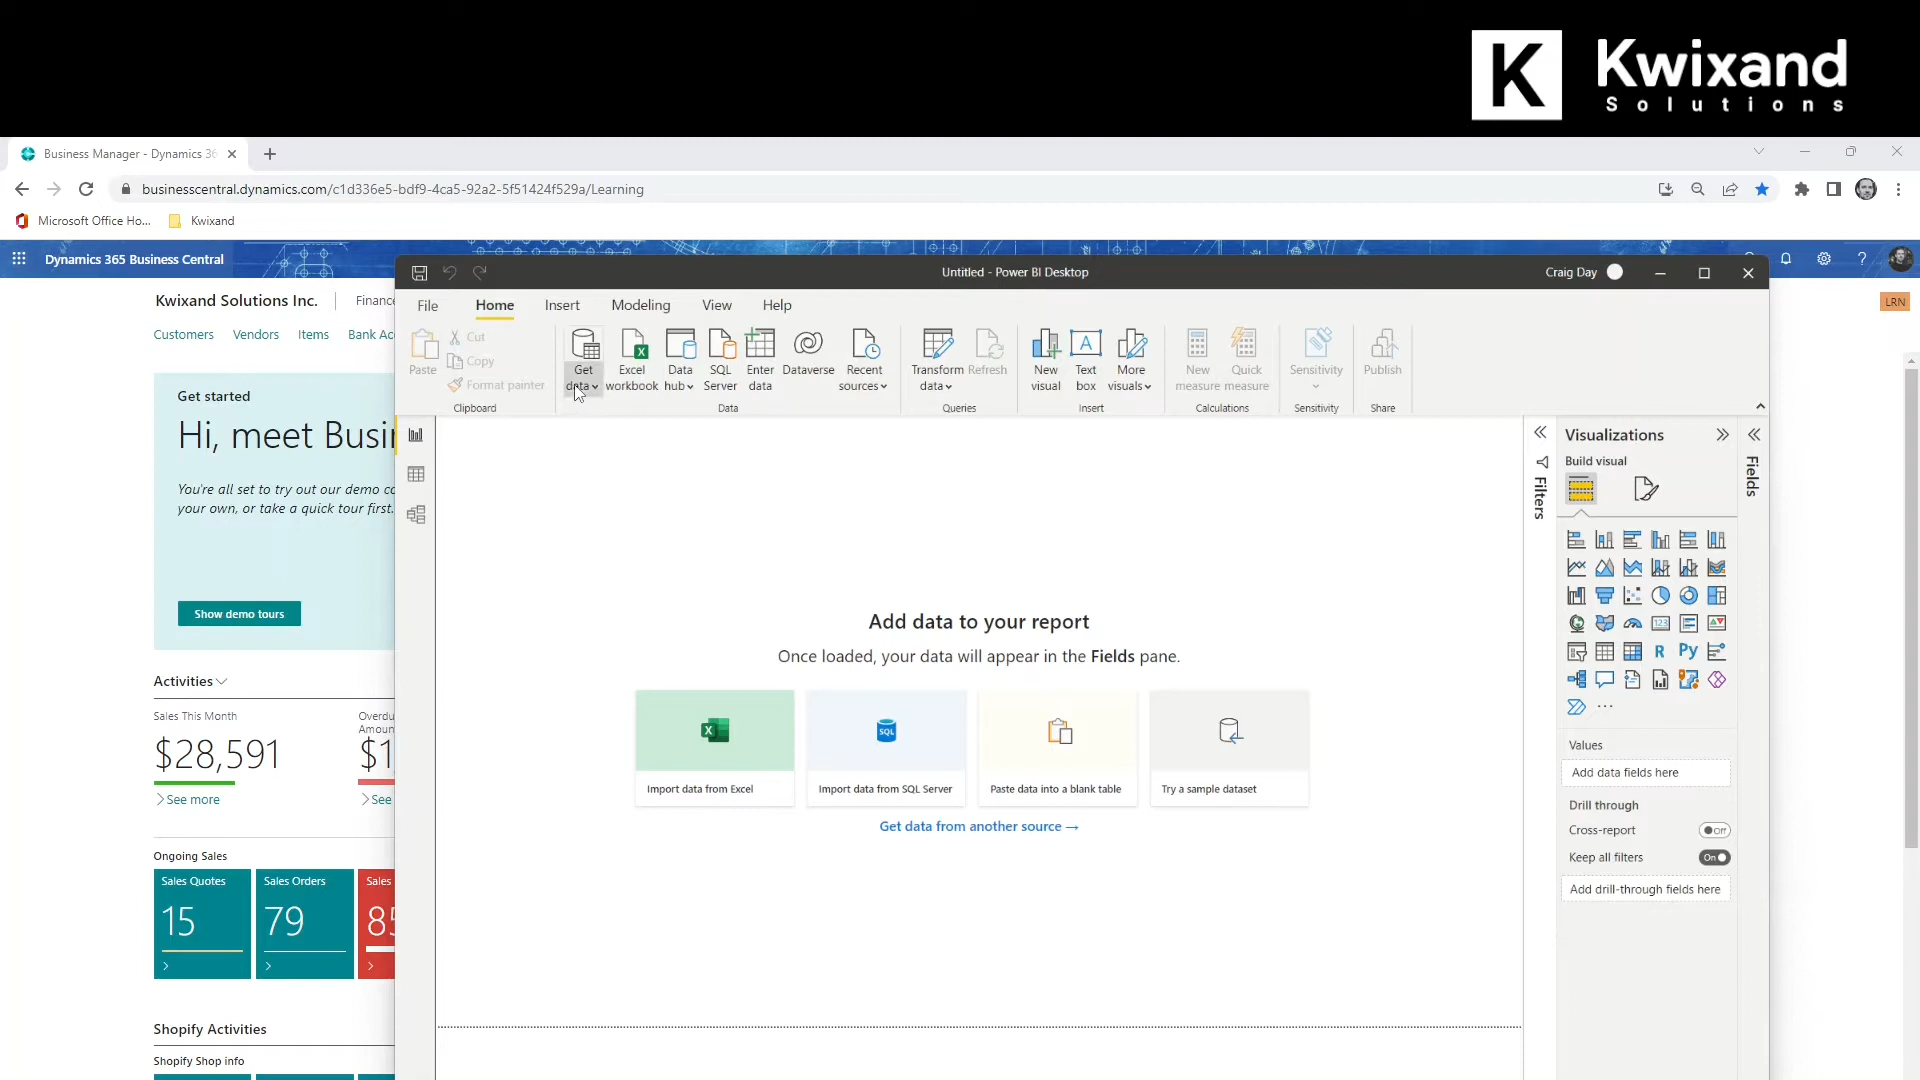 K Kwixand
Solutions
Business Manager - Dynamics 36
businesscentral.dynamics.com/c1d336e5-bdf9-4ca5-92a2-5f51424f529a/Learning
Microsoft Office Ho...
Kwixand
Dynamics 365 Business Central
Kwixand Solutions Inc.
Finance
LRN
Customers
Vendors
Items
Bank Ac
Get started
Hi, meet Busi
You're all set to try out our demo co
your own, or take a quick tour first.
Show demo tours
Activities
Sales This Month
$28,591
See more
Overdu
Amoun
$1
See
Ongoing Sales
Sales Quotes
15
Sales Orders
79
Sales
85
Shopify Activities
Shopify Shop info
Untitled - Power BI Desktop
Craig Day
File
Home
Insert
Modeling
View
Help
Paste
Cut
Copy
Format painter
Clipboard
Get
data
Excel
workbook
Data
hub
SQL
Server
Enter
data
Dataverse
Recent
sources
Data
Transform
data
Refresh
Queries
New
visual
A
Text
box
More
visuals
Insert
New
measure
Quick
measure
Calculations
Sensitivity
Sensitivity
Publish
Share
Add data to your report
Once loaded, your data will appear in the Fields pane.
Import data from Excel
SQL
Import data from SQL Server
Paste data into a blank table
Try a sample dataset
Get data from another source →
Filters
Visualizations
Build visual
123
R
Py
...
Values
Add data fields here
Drill through
Cross-report
Off
Keep all filters
On
Add drill-through fields here
Fields